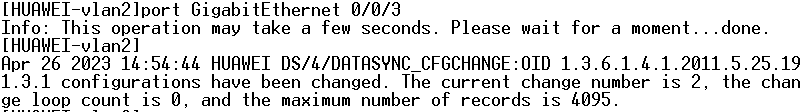 [HUAWEI-vlan2]port GigabitEthernet 0/0/3
Info: This operation may take a few seconds. Please wait for a moment...done.
[HUAWEI-vlan2]
Apr 26 2023 14:54:44 HUAWEI DS/4/DATASYNC_CFGCHANGE:OID 1.3.6.1.4.1.2011.5.25.19
1.3.1 configurations have been changed. The current change number is 2, the chan
ge loop count is 0, and the maximum number of records is 4095.